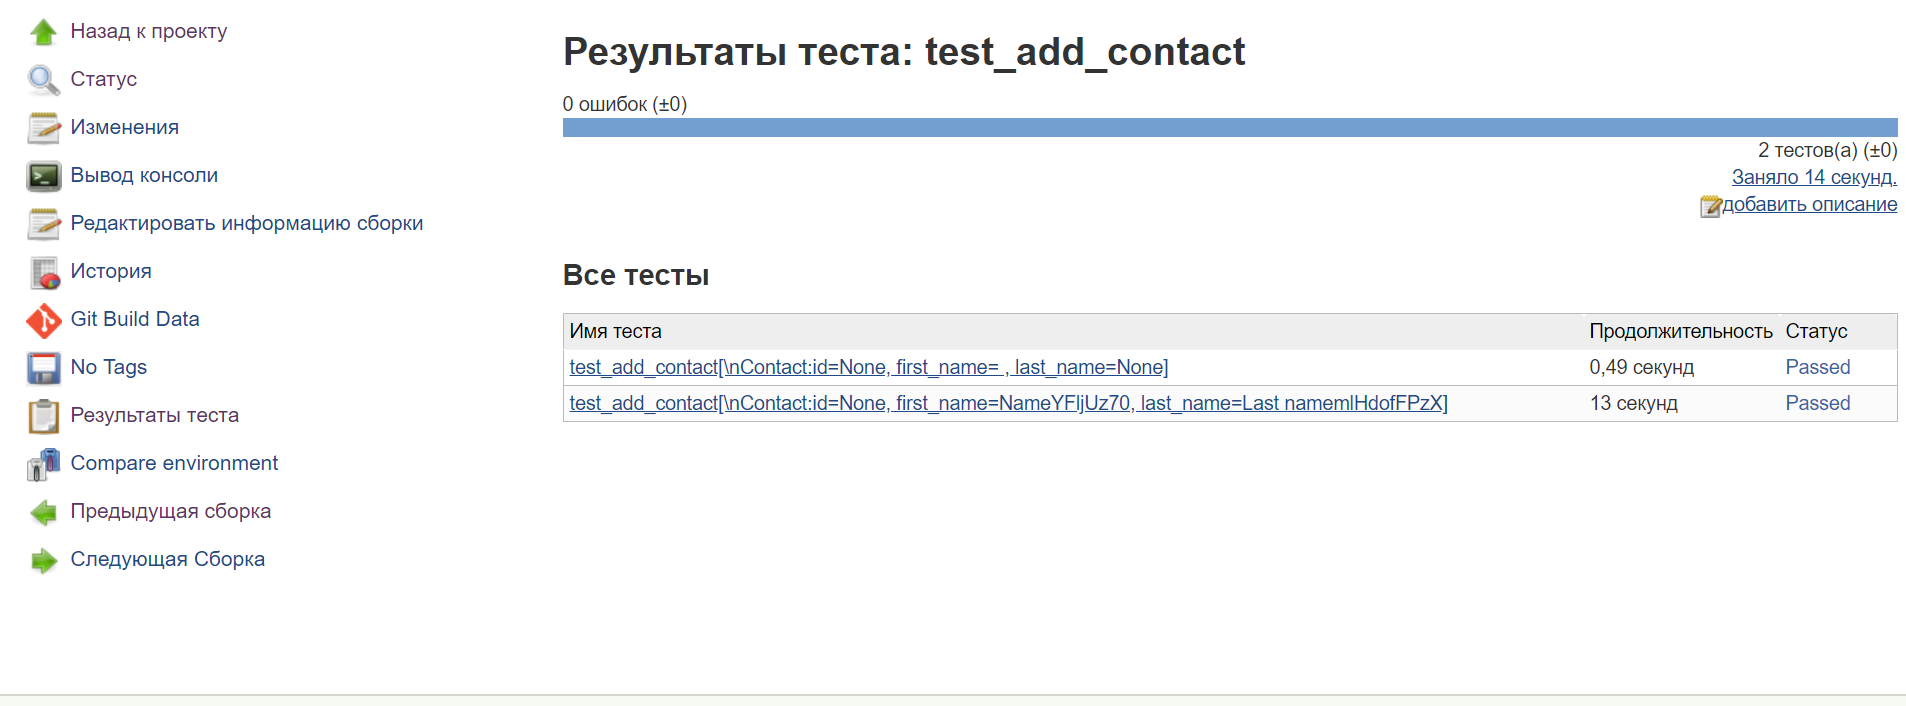 Назад к проекту
Статус
Изменения
Вывод консоли
Редактировать информацию сборки
История
Git Build Data
No Tags
Результаты теста
Compare environment
Предыдущая сборка
Следующая Сборка
Результаты теста: test_add_contact
0 ошибок (±0)
2 тестов(а) (±0)
Заняло 14 секунд.
добавить описание
Все тесты
Имя теста Продолжительность Статус
test_add_contact[\nContact:id=None, first_name= , last_name=None] 0,49 секунд Passed
test_add_contact[\nContact:id=None, first_name=NameYFljUz70, last_name=Last namemlHdofFPzX] 13 секунд Passed